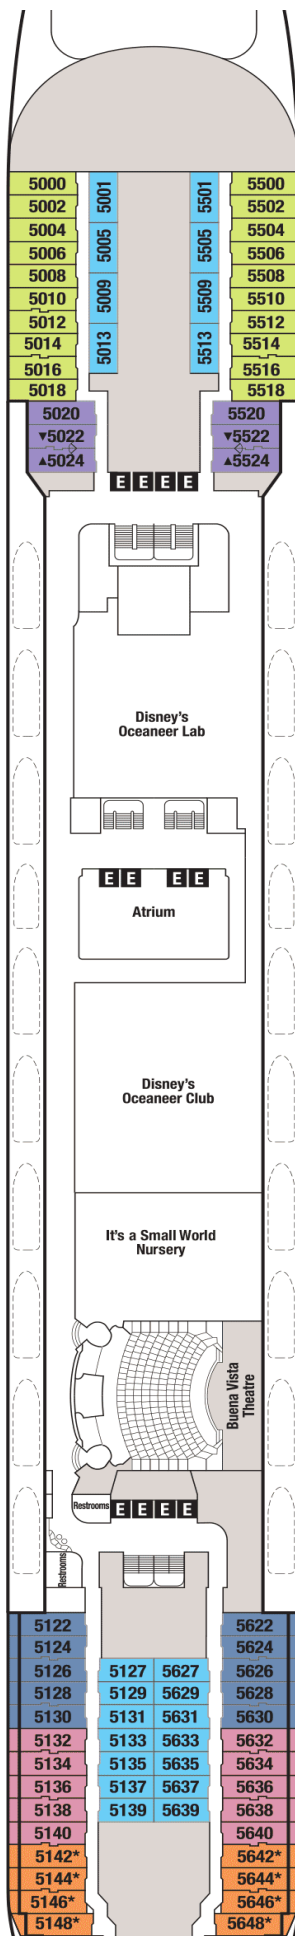 5000 5001 5501 5500
5002 5502
5004 5005 5505 5504
5006 5506
5008 5508
5010 5009 5509 5510
5012 5512
5014 5013 5513 5514
5016 5516
5018 5518
5020 5520
▼5022 ▼5522
▲5024 ▲5524
E E E E
Disney's
Oceaneer Lab
E E E E
Atrium
Disney's
Oceaneer Club
It's a Small World
Nursery
Buena Vista
Theatre
Restrooms E E E E
Restrooms
5122 5622
5124 5624
5126 5127 5627 5626
5128 5129 5629 5628
5130 5131 5631 5630
5132 5133 5633 5632
5134 5135 5635 5634
5136 5137 5637 5636
5138 5139 5639 5638
5140 5640
5142* 5642*
5144* 5644*
5146* 5646*
5148* 5648*